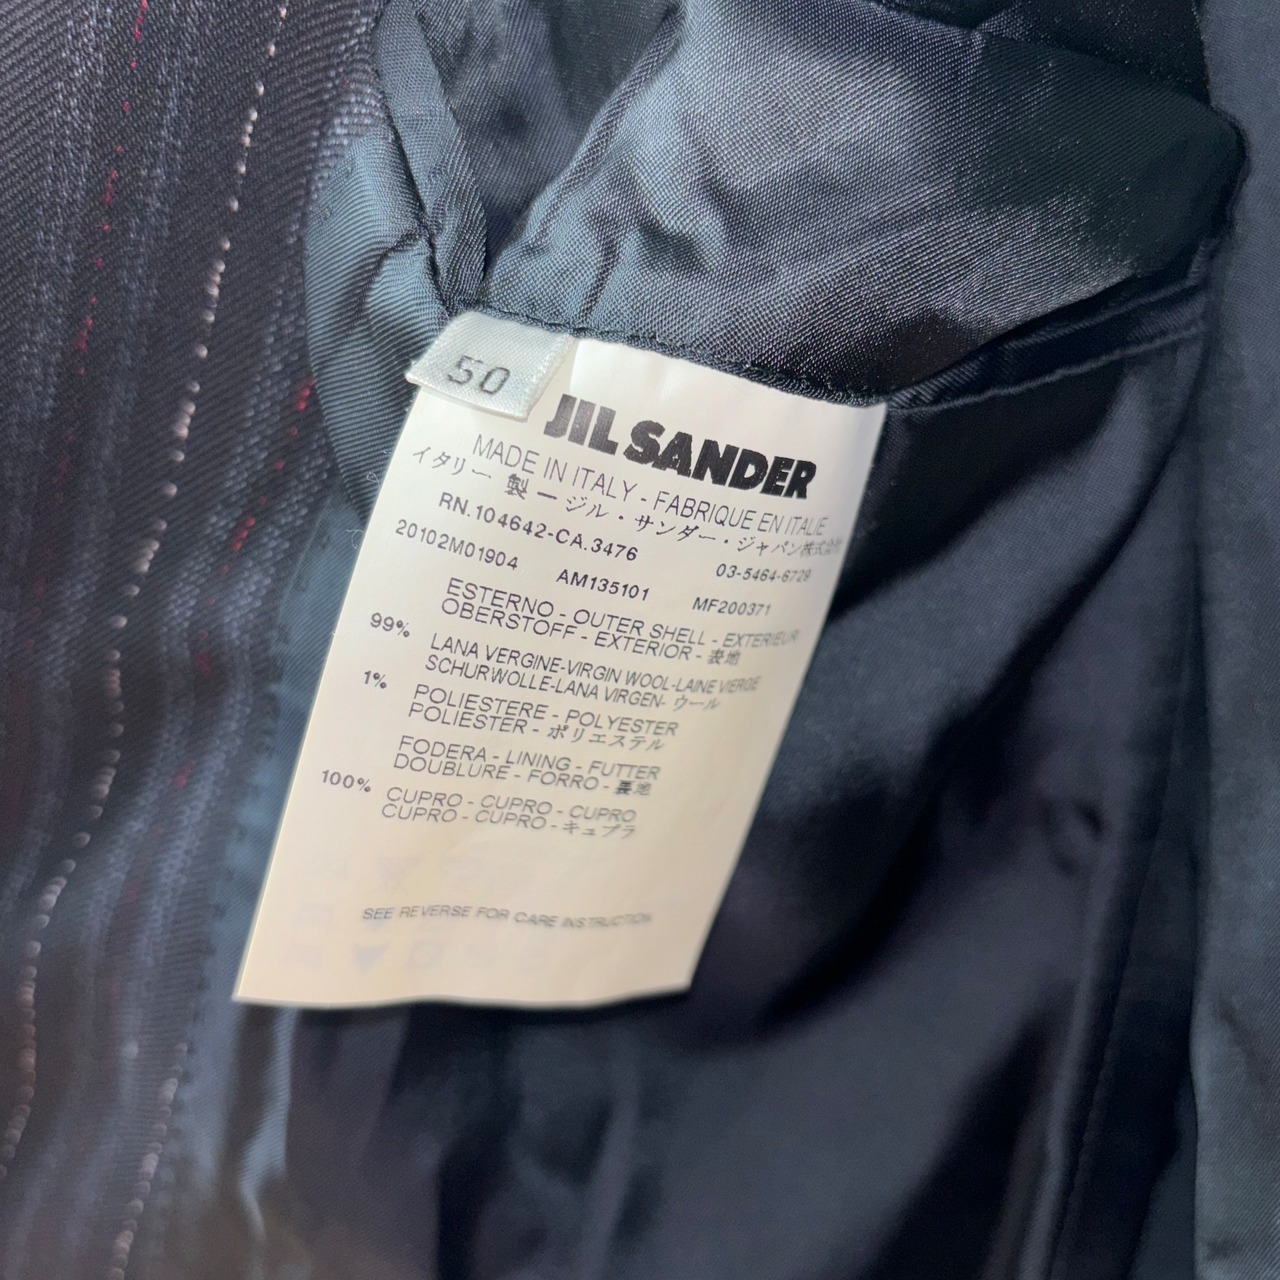 50
JIL SANDER
MADE IN ITALY - FABRIQUE EN ITALIE
イタリー 製 ー ジル・サンダー・ジャパン株式会社
RN.104642-CA.3476 03-5464-6729
20102M01904 AM135101 MF200371
ESTERNO - OUTER SHELL - EXTERIEUR
OBERSTOFF - EXTERIOR - 表地
99% LANA VERGINE-VIRGIN WOOL-LAINE VIERGE
SCHURWOLLE-LANA VIRGEN- ウール
1% POLIESTERE - POLYESTER
POLIESTER - ポリエステル
FODERA - LINING - FUTTER
DOUBLURE - FORRO - 裏地
100% CUPRO - CUPRO - CUPRO
CUPRO - CUPRO - キュプラ
SEE REVERSE FOR CARE INSTRUCTION